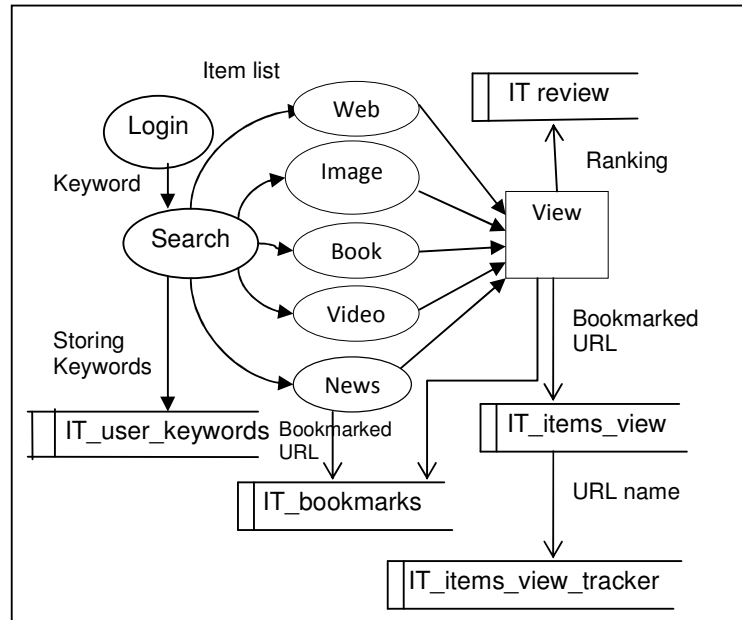 Item list
Web
IT review
Login
Image
Ranking
Keyword
View
Search
Book
Video
Storing
Keywords
Bookmarked
URL
News
IT_user_keywords
Bookmarked
URL
IT_items_view
IT_bookmarks
URL name
IT_items_view_tracker